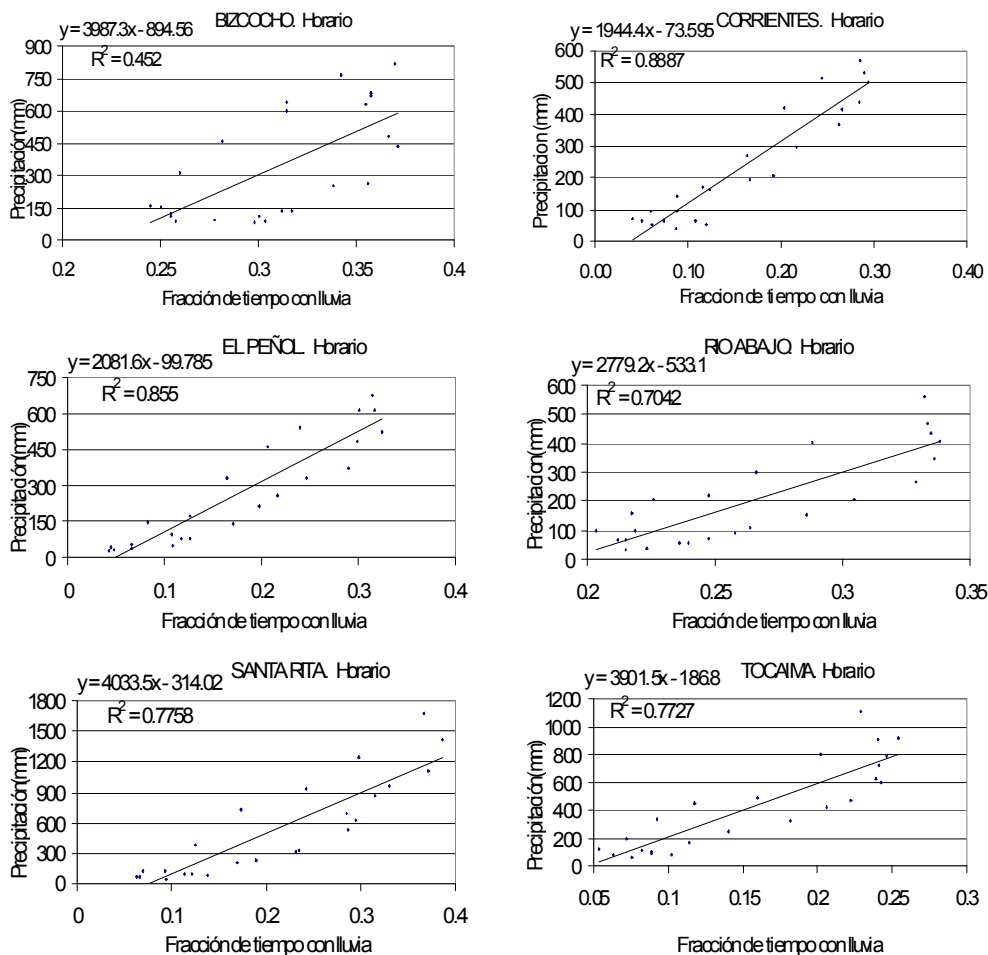 BIZCOCHO. Horario
y = 3987.3x - 894.56
R² = 0.452
Precipitación (mm)
900
750
600
450
300
150
0
0.2 0.25 0.3 0.35 0.4
Fracción de tiempo con lluvia
CORRIENTES. Horario
y = 1944.4x - 73.595
R² = 0.8887
Precipitacion (mm)
600
500
400
300
200
100
0
0.00 0.10 0.20 0.30 0.40
Fraccion de tiempo con lluvia
EL PEÑOL. Horario
y = 2081.6x - 99.785
R² = 0.855
Precipitación (mm)
750
600
450
300
150
0
0 0.1 0.2 0.3 0.4
Fracción de tiempo con lluvia
RIO ABAJO. Horario
y = 2779.2x - 533.1
R² = 0.7042
Precipitación (mm)
600
500
400
300
200
100
0
0.2 0.25 0.3 0.35
Fracción de tiempo con lluvia
SANTA RITA. Horario
y = 4033.5x - 314.02
R² = 0.7758
Precipitación (mm)
1800
1500
1200
900
600
300
0
0 0.1 0.2 0.3 0.4
Fracción de tiempo con lluvia
TOCAIMA. Horario
y = 3901.5x - 186.8
R² = 0.7727
Precipitación (mm)
1200
1000
800
600
400
200
0
0.05 0.1 0.15 0.2 0.25 0.3
Fracción de tiempo con lluvia